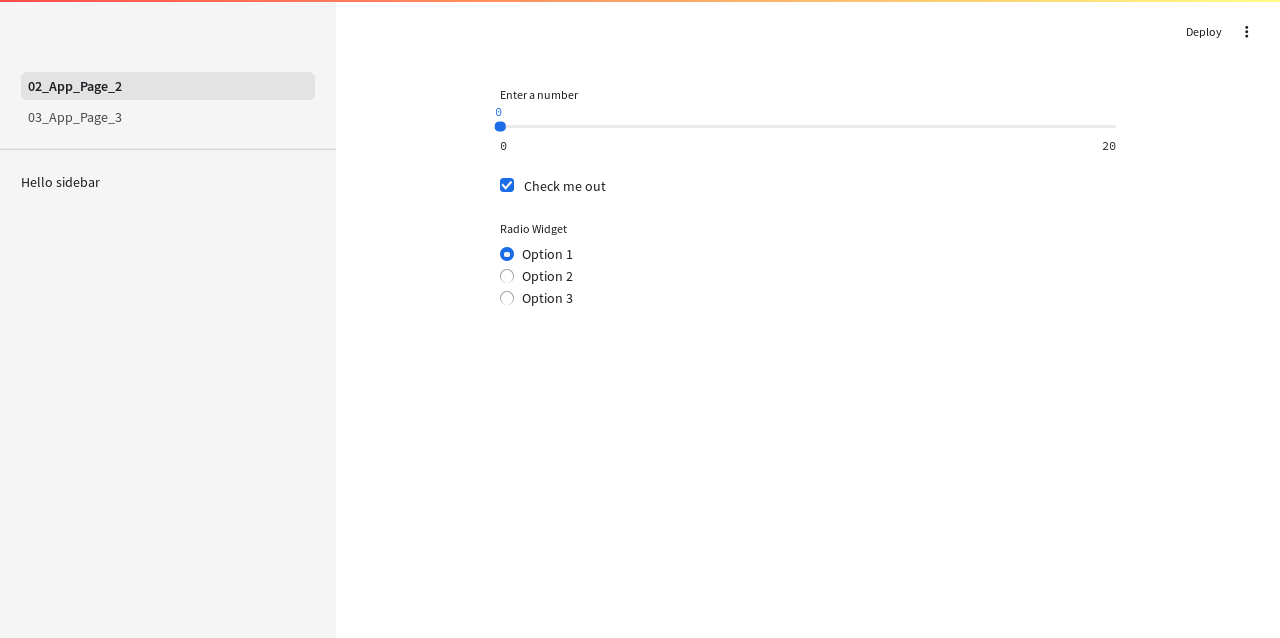 Deploy
02_App_Page_2
03_App_Page_3
Hello sidebar
Enter a number
0
0 20
Check me out
Radio Widget
Option 1
Option 2
Option 3